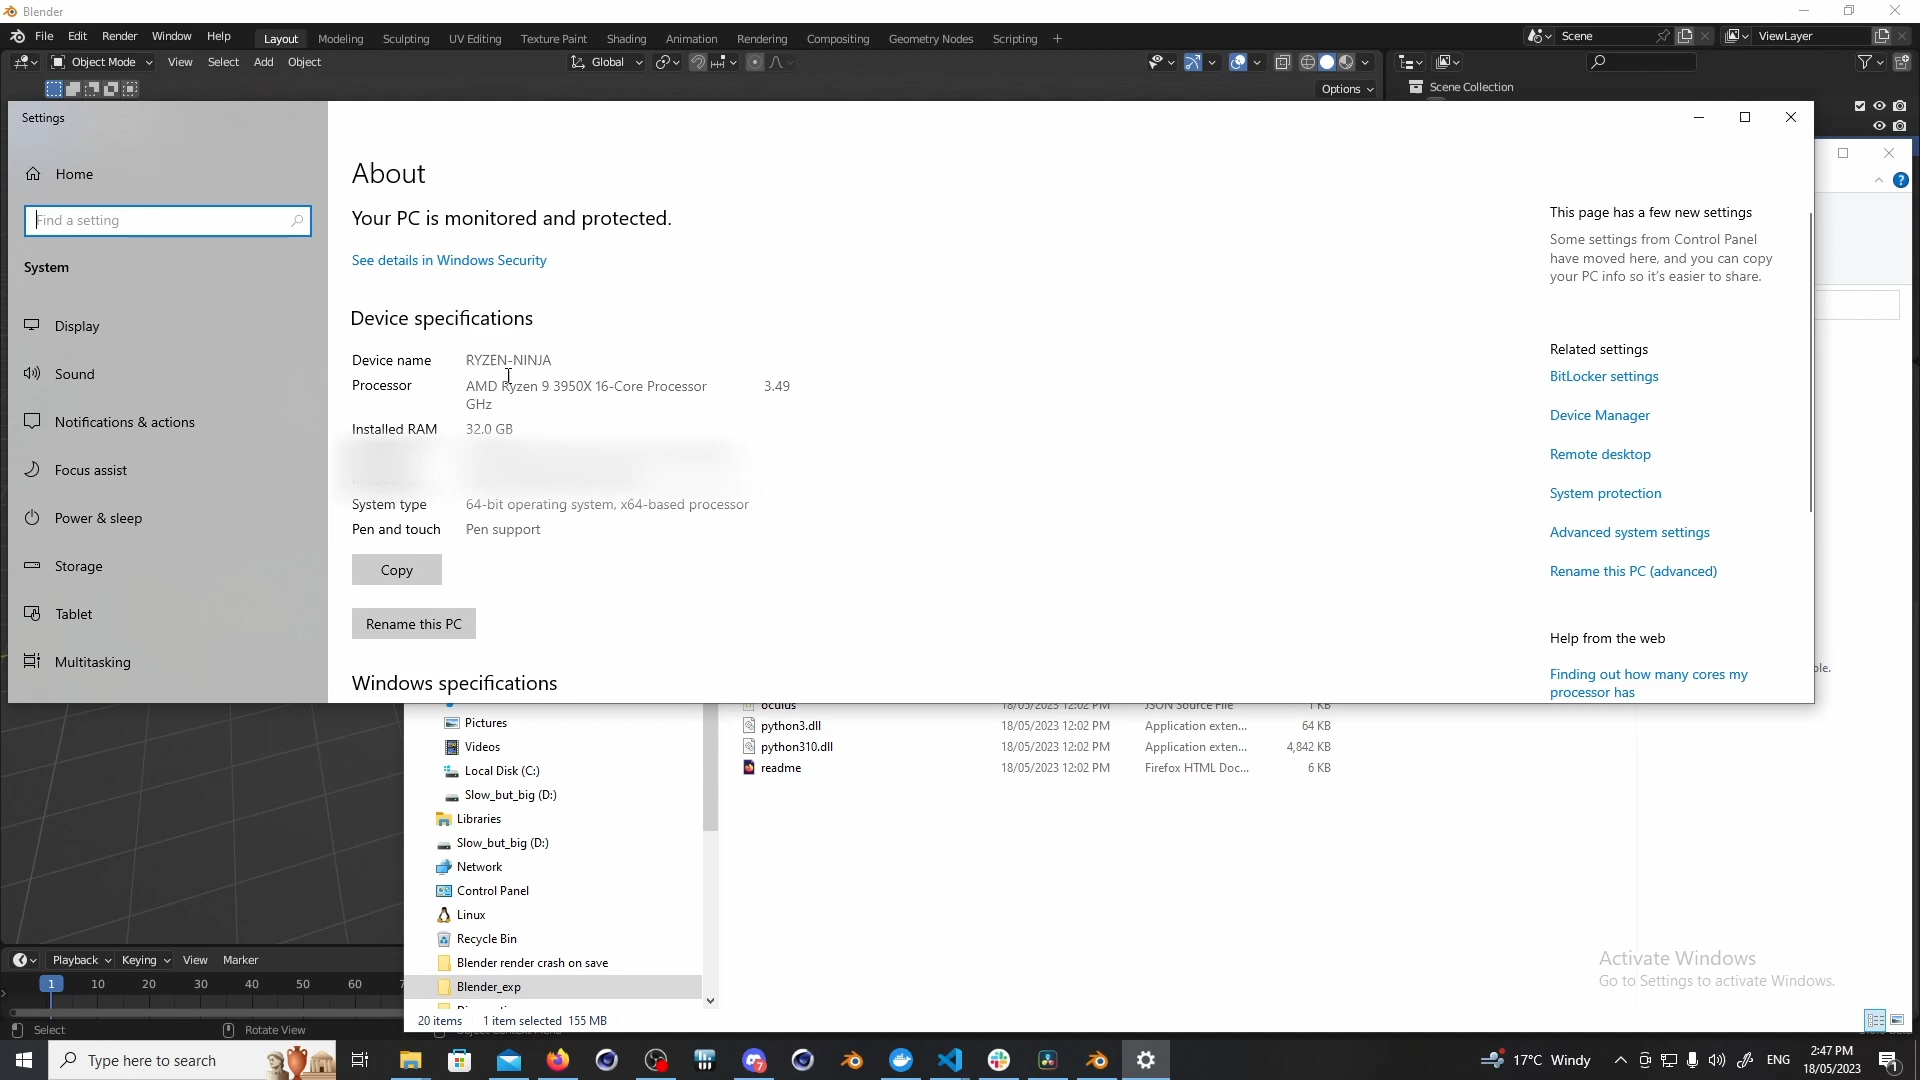 Blender
File Edit Render Window Help Layout Modeling Sculpting UV Editing Texture Paint Shading Animation Rendering Compositing Geometry Nodes Scripting + Scene ViewLayer
Object Mode View Select Add Object Global
Options
Scene Collection
Settings
Home
Find a setting
System
Display
Sound
Notifications & actions
Focus assist
Power & sleep
Storage
Tablet
Multitasking
About
Your PC is monitored and protected.
See details in Windows Security
Device specifications
Device name RYZEN-NINJA
Processor AMD Ryzen 9 3950X 16-Core Processor 3.49
GHz
Installed RAM 32.0 GB
System type 64-bit operating system, x64-based processor
Pen and touch Pen support
Copy
Rename this PC
Windows specifications
This page has a few new settings
Some settings from Control Panel
have moved here, and you can copy
your PC info so it's easier to share.
Related settings
BitLocker settings
Device Manager
Remote desktop
System protection
Advanced system settings
Rename this PC (advanced)
Help from the web
Finding out how many cores my
processor has
oculus 18/05/2023 12:02 PM JSON Source File 1 KB
Pictures
python3.dll 18/05/2023 12:02 PM Application exten... 64 KB
Videos
python310.dll 18/05/2023 12:02 PM Application exten... 4,842 KB
Local Disk (C:)
readme 18/05/2023 12:02 PM Firefox HTML Doc... 6 KB
Slow_but_big (D:)
Libraries
Slow_but_big (D:)
Network
Control Panel
Linux
Recycle Bin
Blender render crash on save
Blender_exp
20 items 1 item selected 155 MB
Activate Windows
Go to Settings to activate Windows.
Playback Keying View Marker
1 10 20 30 40 50 60
Select Rotate View
Type here to search
17°C Windy ENG 2:47 PM
18/05/2023